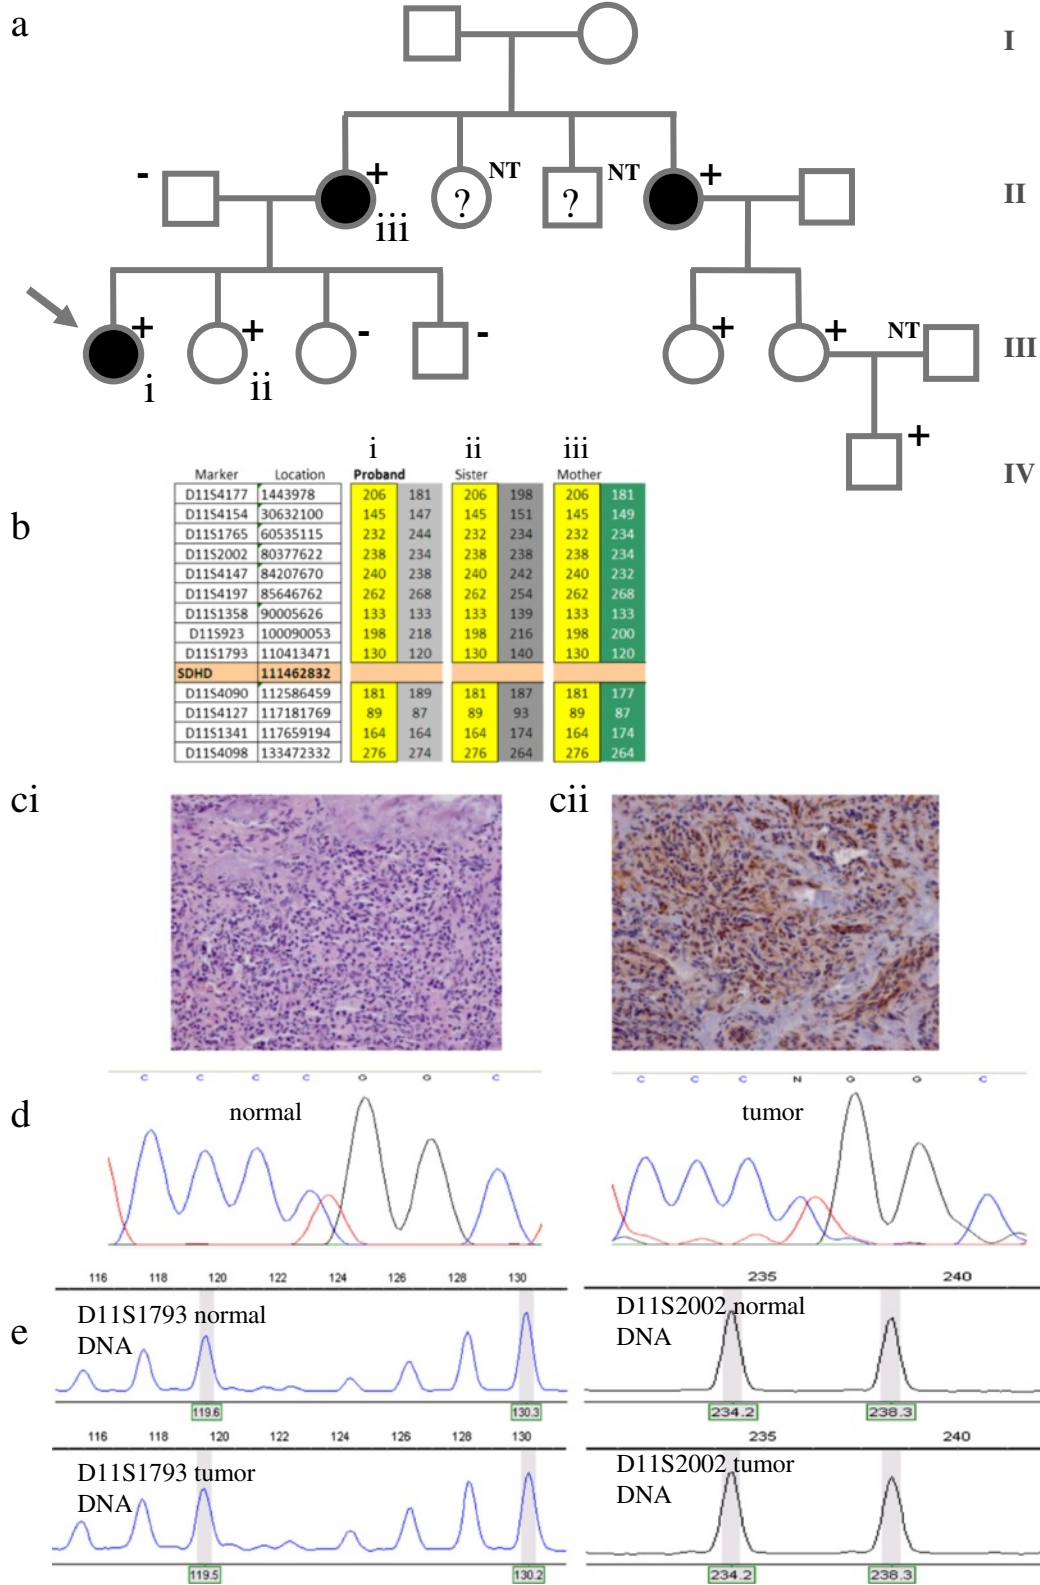 a
I
- + NT NT +
? ?
II
iii
+ + - - + + NT
III
i ii
+
IV
i ii iii
Marker Location Proband Sister Mother
b
D11S4177 1443978 206 181 206 198 206 181
D11S4154 30632100 145 147 145 151 145 149
D11S1765 60535115 232 244 232 234 232 234
D11S2002 80377622 238 234 238 238 238 234
D11S4147 84207670 240 238 240 242 240 232
D11S4197 85646762 262 268 262 254 262 268
D11S1358 90005626 133 133 133 139 133 133
D11S923 100090053 198 218 198 216 198 200
D11S1793 110413471 130 120 130 140 130 120
SDHD 111462832
D11S4090 112586459 181 189 181 187 181 177
D11S4127 117181769 89 87 89 93 89 87
D11S1341 117659194 164 164 164 174 164 174
D11S4098 133472332 276 274 276 264 276 264
ci cii
C C C C G G C
C C C N G G C
d
normal tumor
116 118 120 122 124 126 128 130
235 240
e
D11S1793 normal
DNA
D11S2002 normal
DNA
119.6 130.3
234.2 238.3
116 118 120 122 124 126 128 130
235 240
D11S1793 tumor
DNA
D11S2002 tumor
DNA
119.5 130.2
234.2 238.3